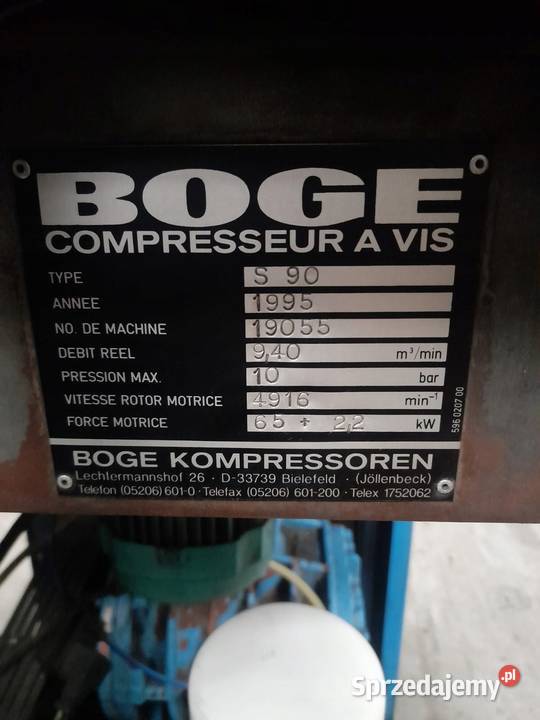 BOGE
COMPRESSEUR A VIS
TYPE S 90
ANNEE 1995
NO. DE MACHINE 19055
DEBIT REEL 9,40 m³/min
PRESSION MAX. 10 bar
VITESSE ROTOR MOTRICE 4916 min⁻¹
FORCE MOTRICE 65 + 2,2 kW
596 0207 00
BOGE KOMPRESSOREN
Lechtermannshof 26 · D-33739 Bielefeld · (Jöllenbeck)
Telefon (05206) 601-0 · Telefax (05206) 601-200 · Telex 1752062
Sprzedajemy.pl